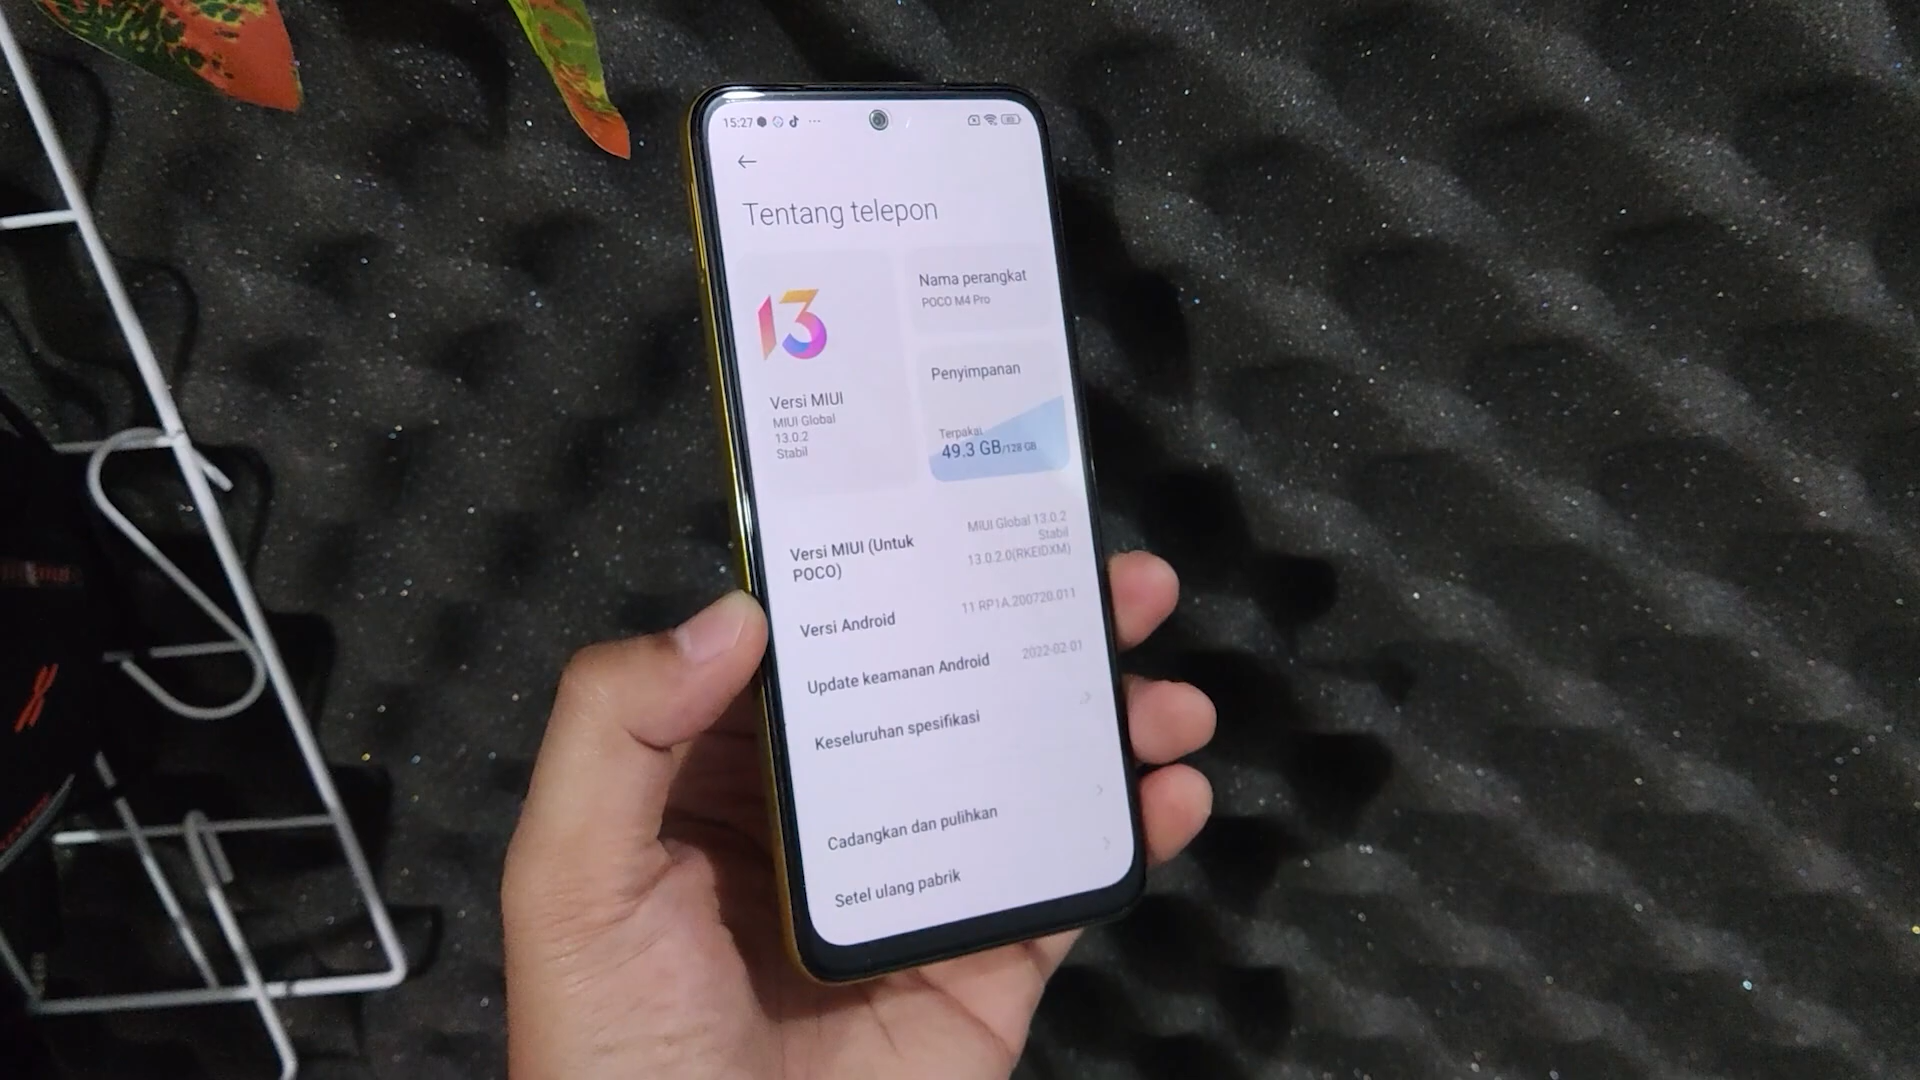 15:27
Tentang telepon
13
Versi MIUI
MIUI Global
13.0.2
Stabil
Nama perangkat
POCO M4 Pro
Penyimpanan
Terpakai
49.3 GB/128 GB
Versi MIUI (Untuk
POCO)
MIUI Global 13.0.2
Stabil
13.0.2.0(RKEIDXM)
Versi Android
11 RP1A.200720.011
Update keamanan Android
2022-02-01
Keseluruhan spesifikasi
Cadangkan dan pulihkan
Setel ulang pabrik